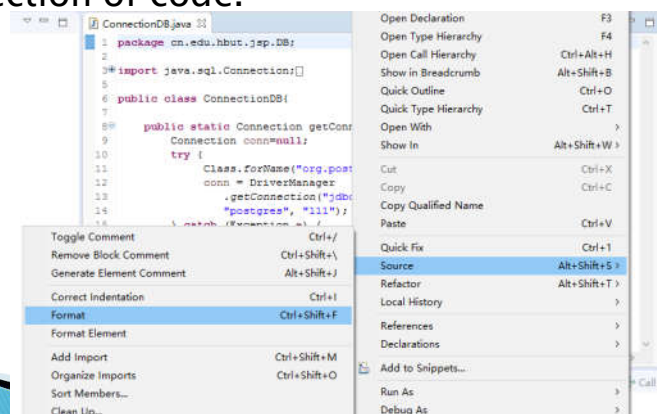 ection of code.
ConnectionDB.java
1 package cn.edu.hbut.jsp.DB;
2
3 import java.sql.Connection;
5
6 public class ConnectionDB{
7
8 public static Connection getConn
9 Connection conn=null;
10 try {
11 Class.forName("org.post
12 conn = DriverManager
13 .getConnection("jdbc
14 "postgres", "111");
15 } catch (Exception e) {
Open Declaration F3
Open Type Hierarchy F4
Open Call Hierarchy Ctrl+Alt+H
Show in Breadcrumb Alt+Shift+B
Quick Outline Ctrl+O
Quick Type Hierarchy Ctrl+T
Open With
Show In Alt+Shift+W
Cut Ctrl+X
Copy Ctrl+C
Copy Qualified Name
Paste Ctrl+V
Quick Fix Ctrl+1
Source Alt+Shift+S
Refactor Alt+Shift+T
Local History
References
Declarations
Add to Snippets...
Run As
Debug As
Toggle Comment Ctrl+/
Remove Block Comment Ctrl+Shift+\
Generate Element Comment Alt+Shift+J
Correct Indentation Ctrl+I
Format Ctrl+Shift+F
Format Element
Add Import Ctrl+Shift+M
Organize Imports Ctrl+Shift+O
Sort Members...
Clean Up...
Call